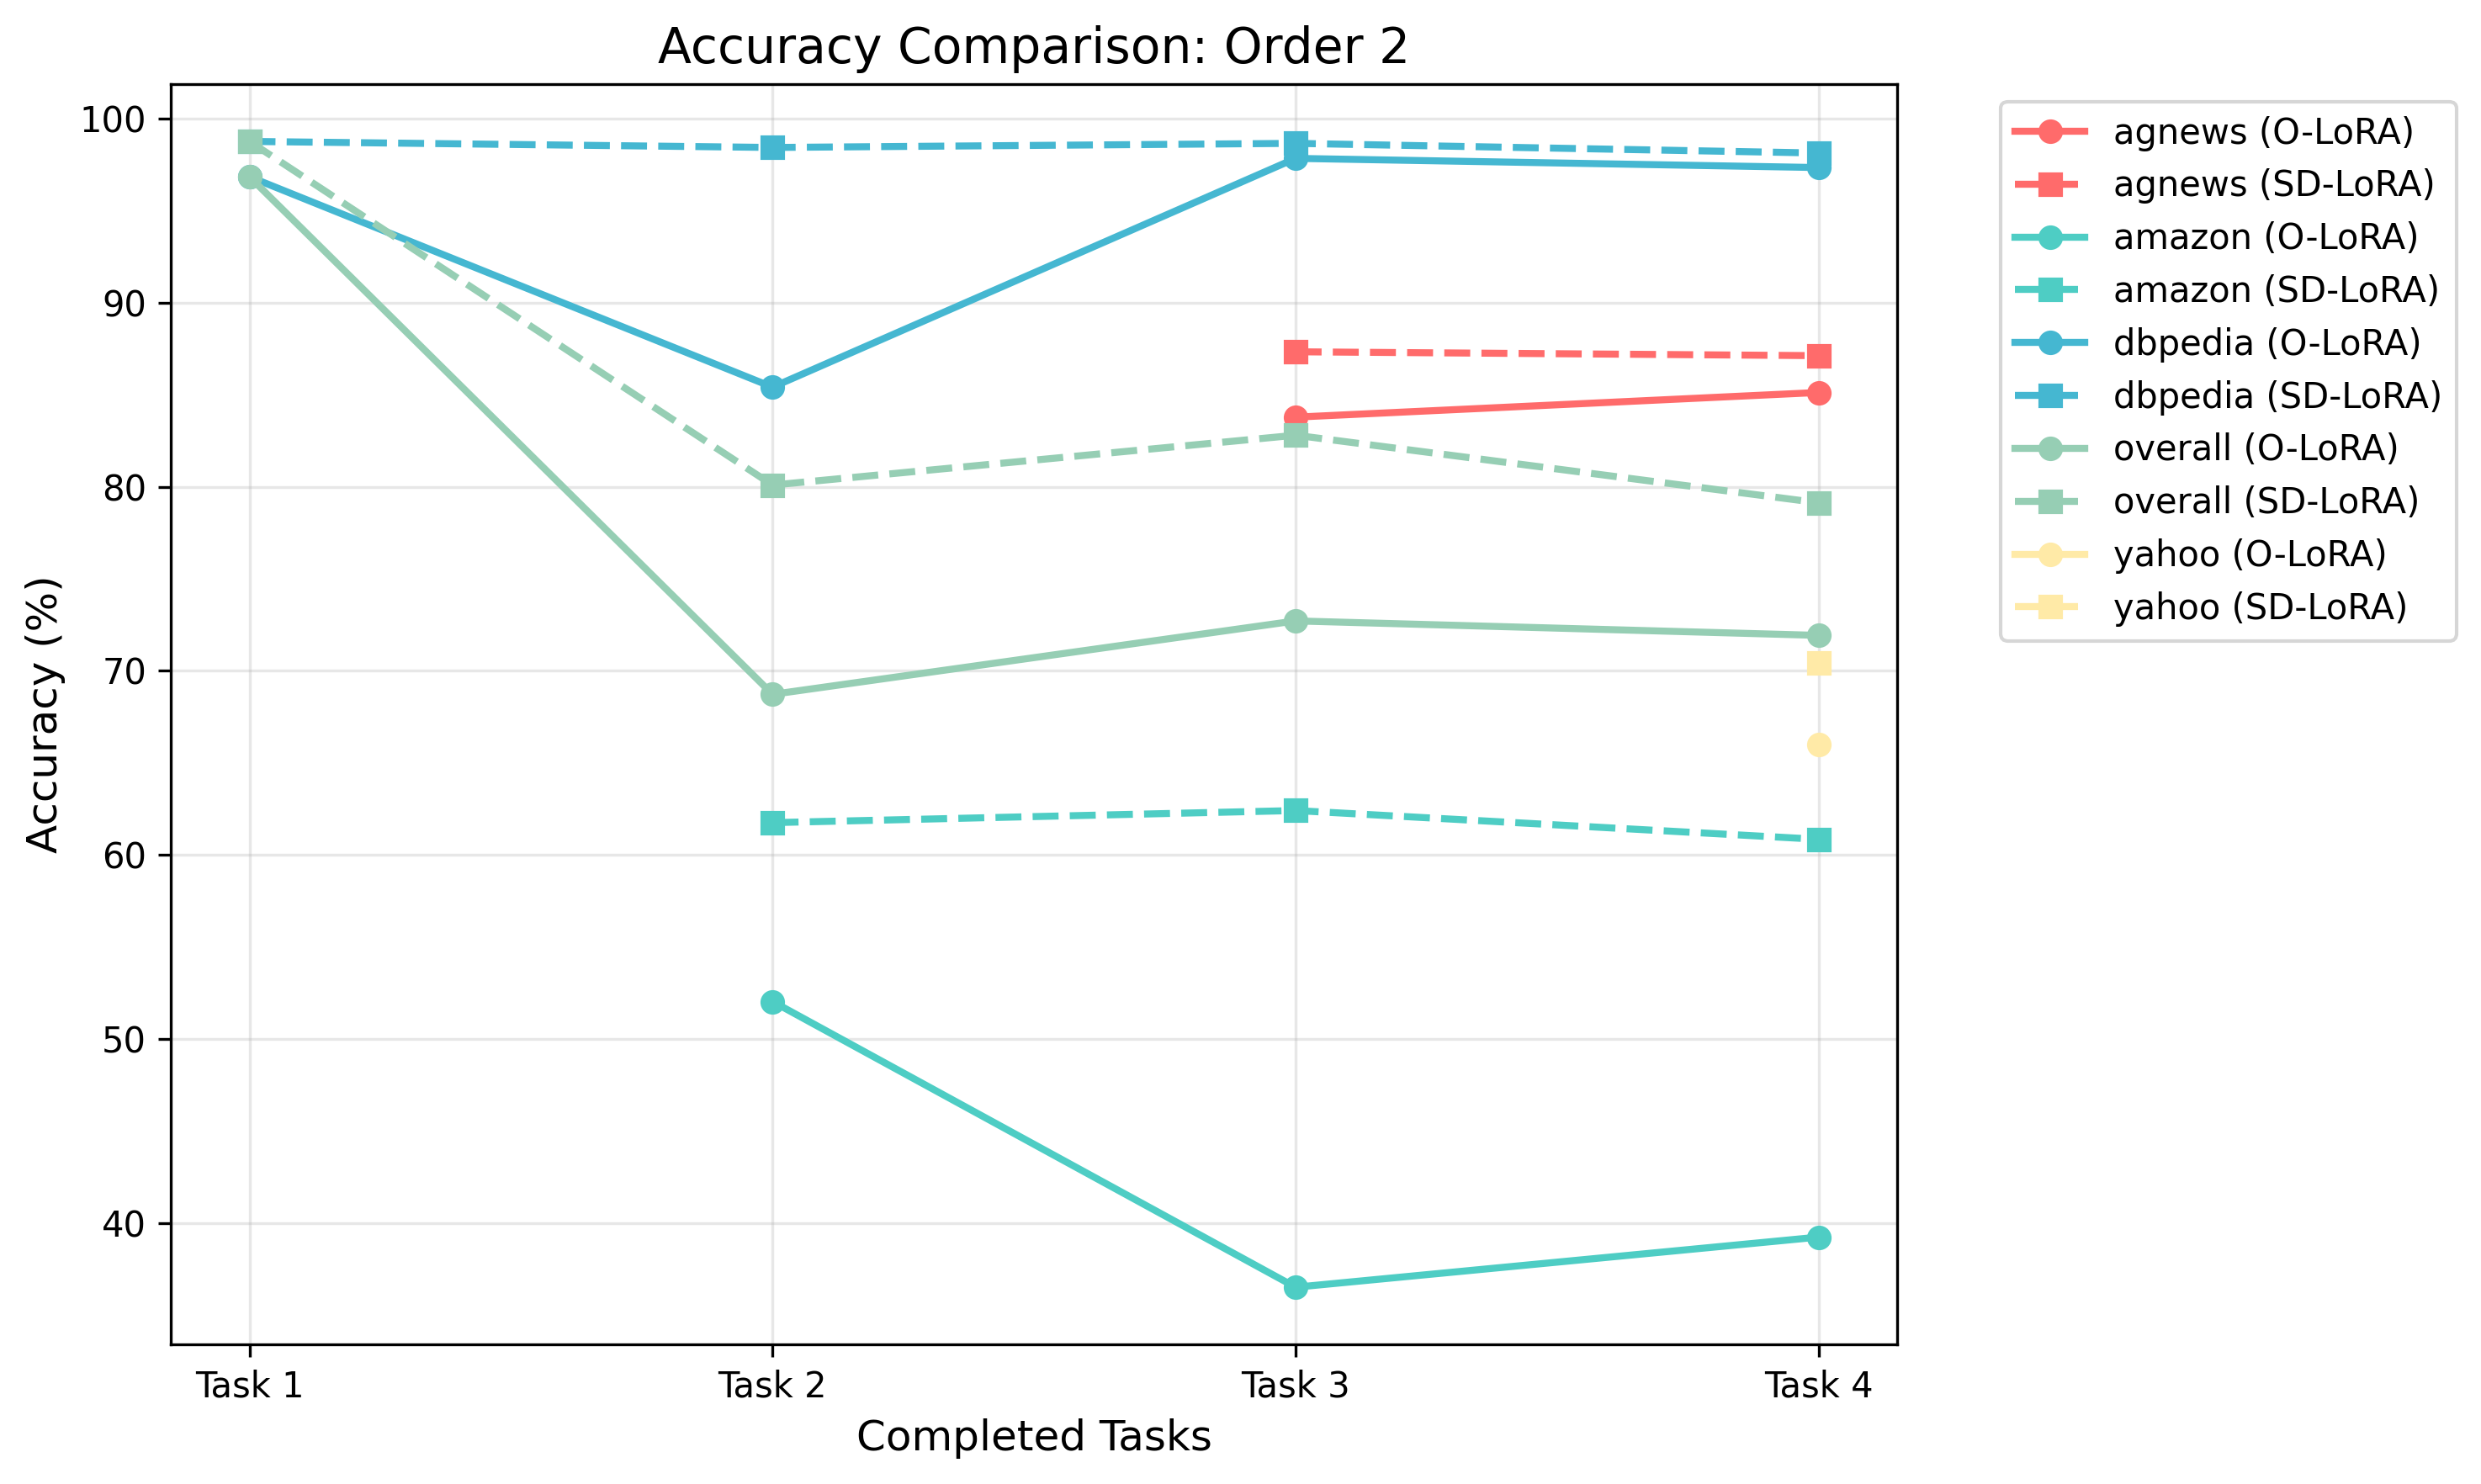 Accuracy Comparison: Order 2
Accuracy (%)
100
90
80
70
60
50
40
Task 1
Task 2
Task 3
Task 4
Completed Tasks
agnews (O-LoRA)
agnews (SD-LoRA)
amazon (O-LoRA)
amazon (SD-LoRA)
dbpedia (O-LoRA)
dbpedia (SD-LoRA)
overall (O-LoRA)
overall (SD-LoRA)
yahoo (O-LoRA)
yahoo (SD-LoRA)